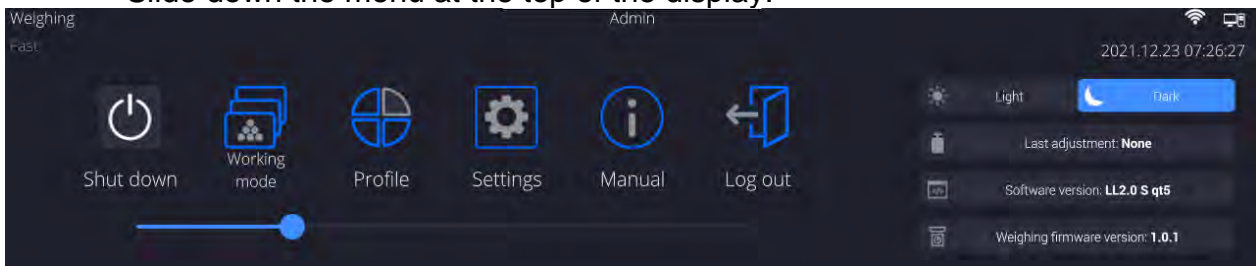 Slide down the menu at the top of the display.
Weighing
Admin
Fast
2021.12.23 07:26:27
Light
Dark
Last adjustment: None
Software version: LL2.0 S qt5
Weighing firmware version: 1.0.1
Shut down
Working
mode
Profile
Settings
Manual
Log out